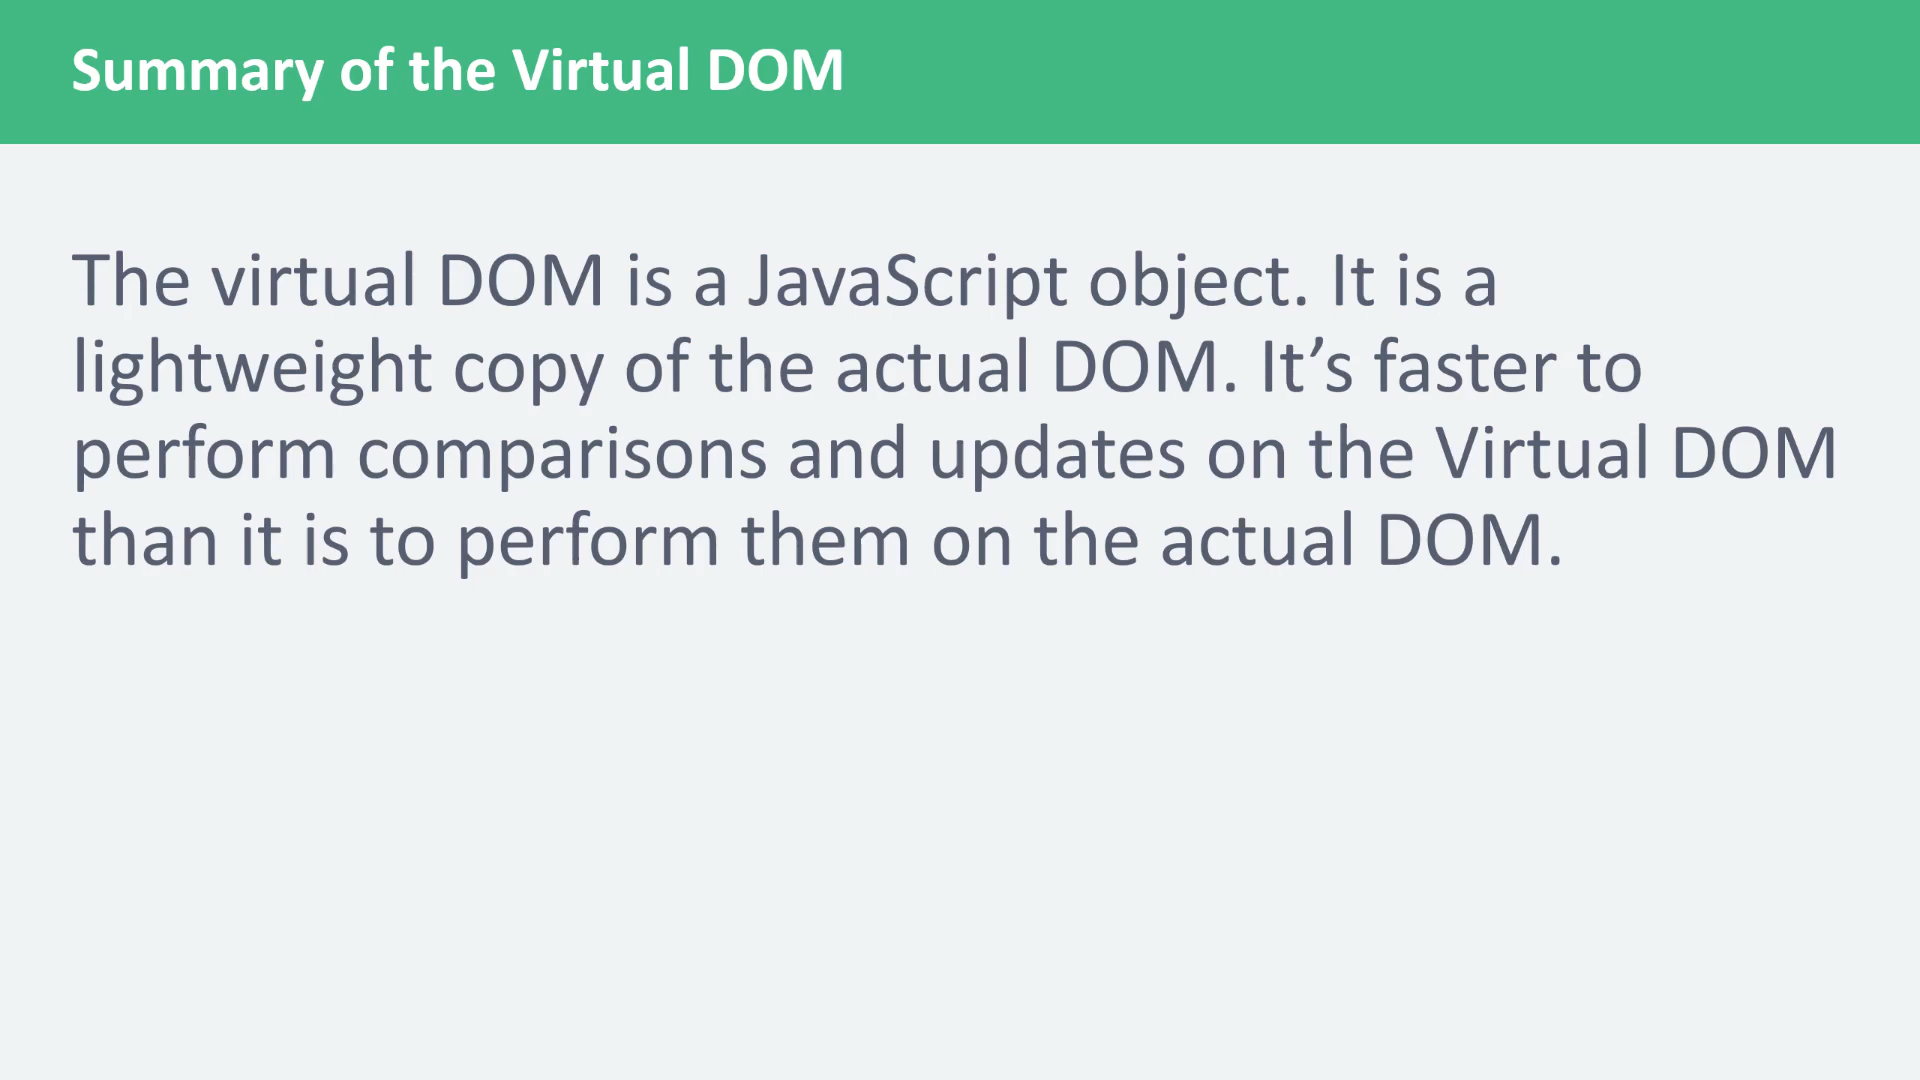 Summary of the Virtual DOM
The virtual DOM is a JavaScript object. It is a
lightweight copy of the actual DOM. It’s faster to
perform comparisons and updates on the Virtual DOM
than it is to perform them on the actual DOM.